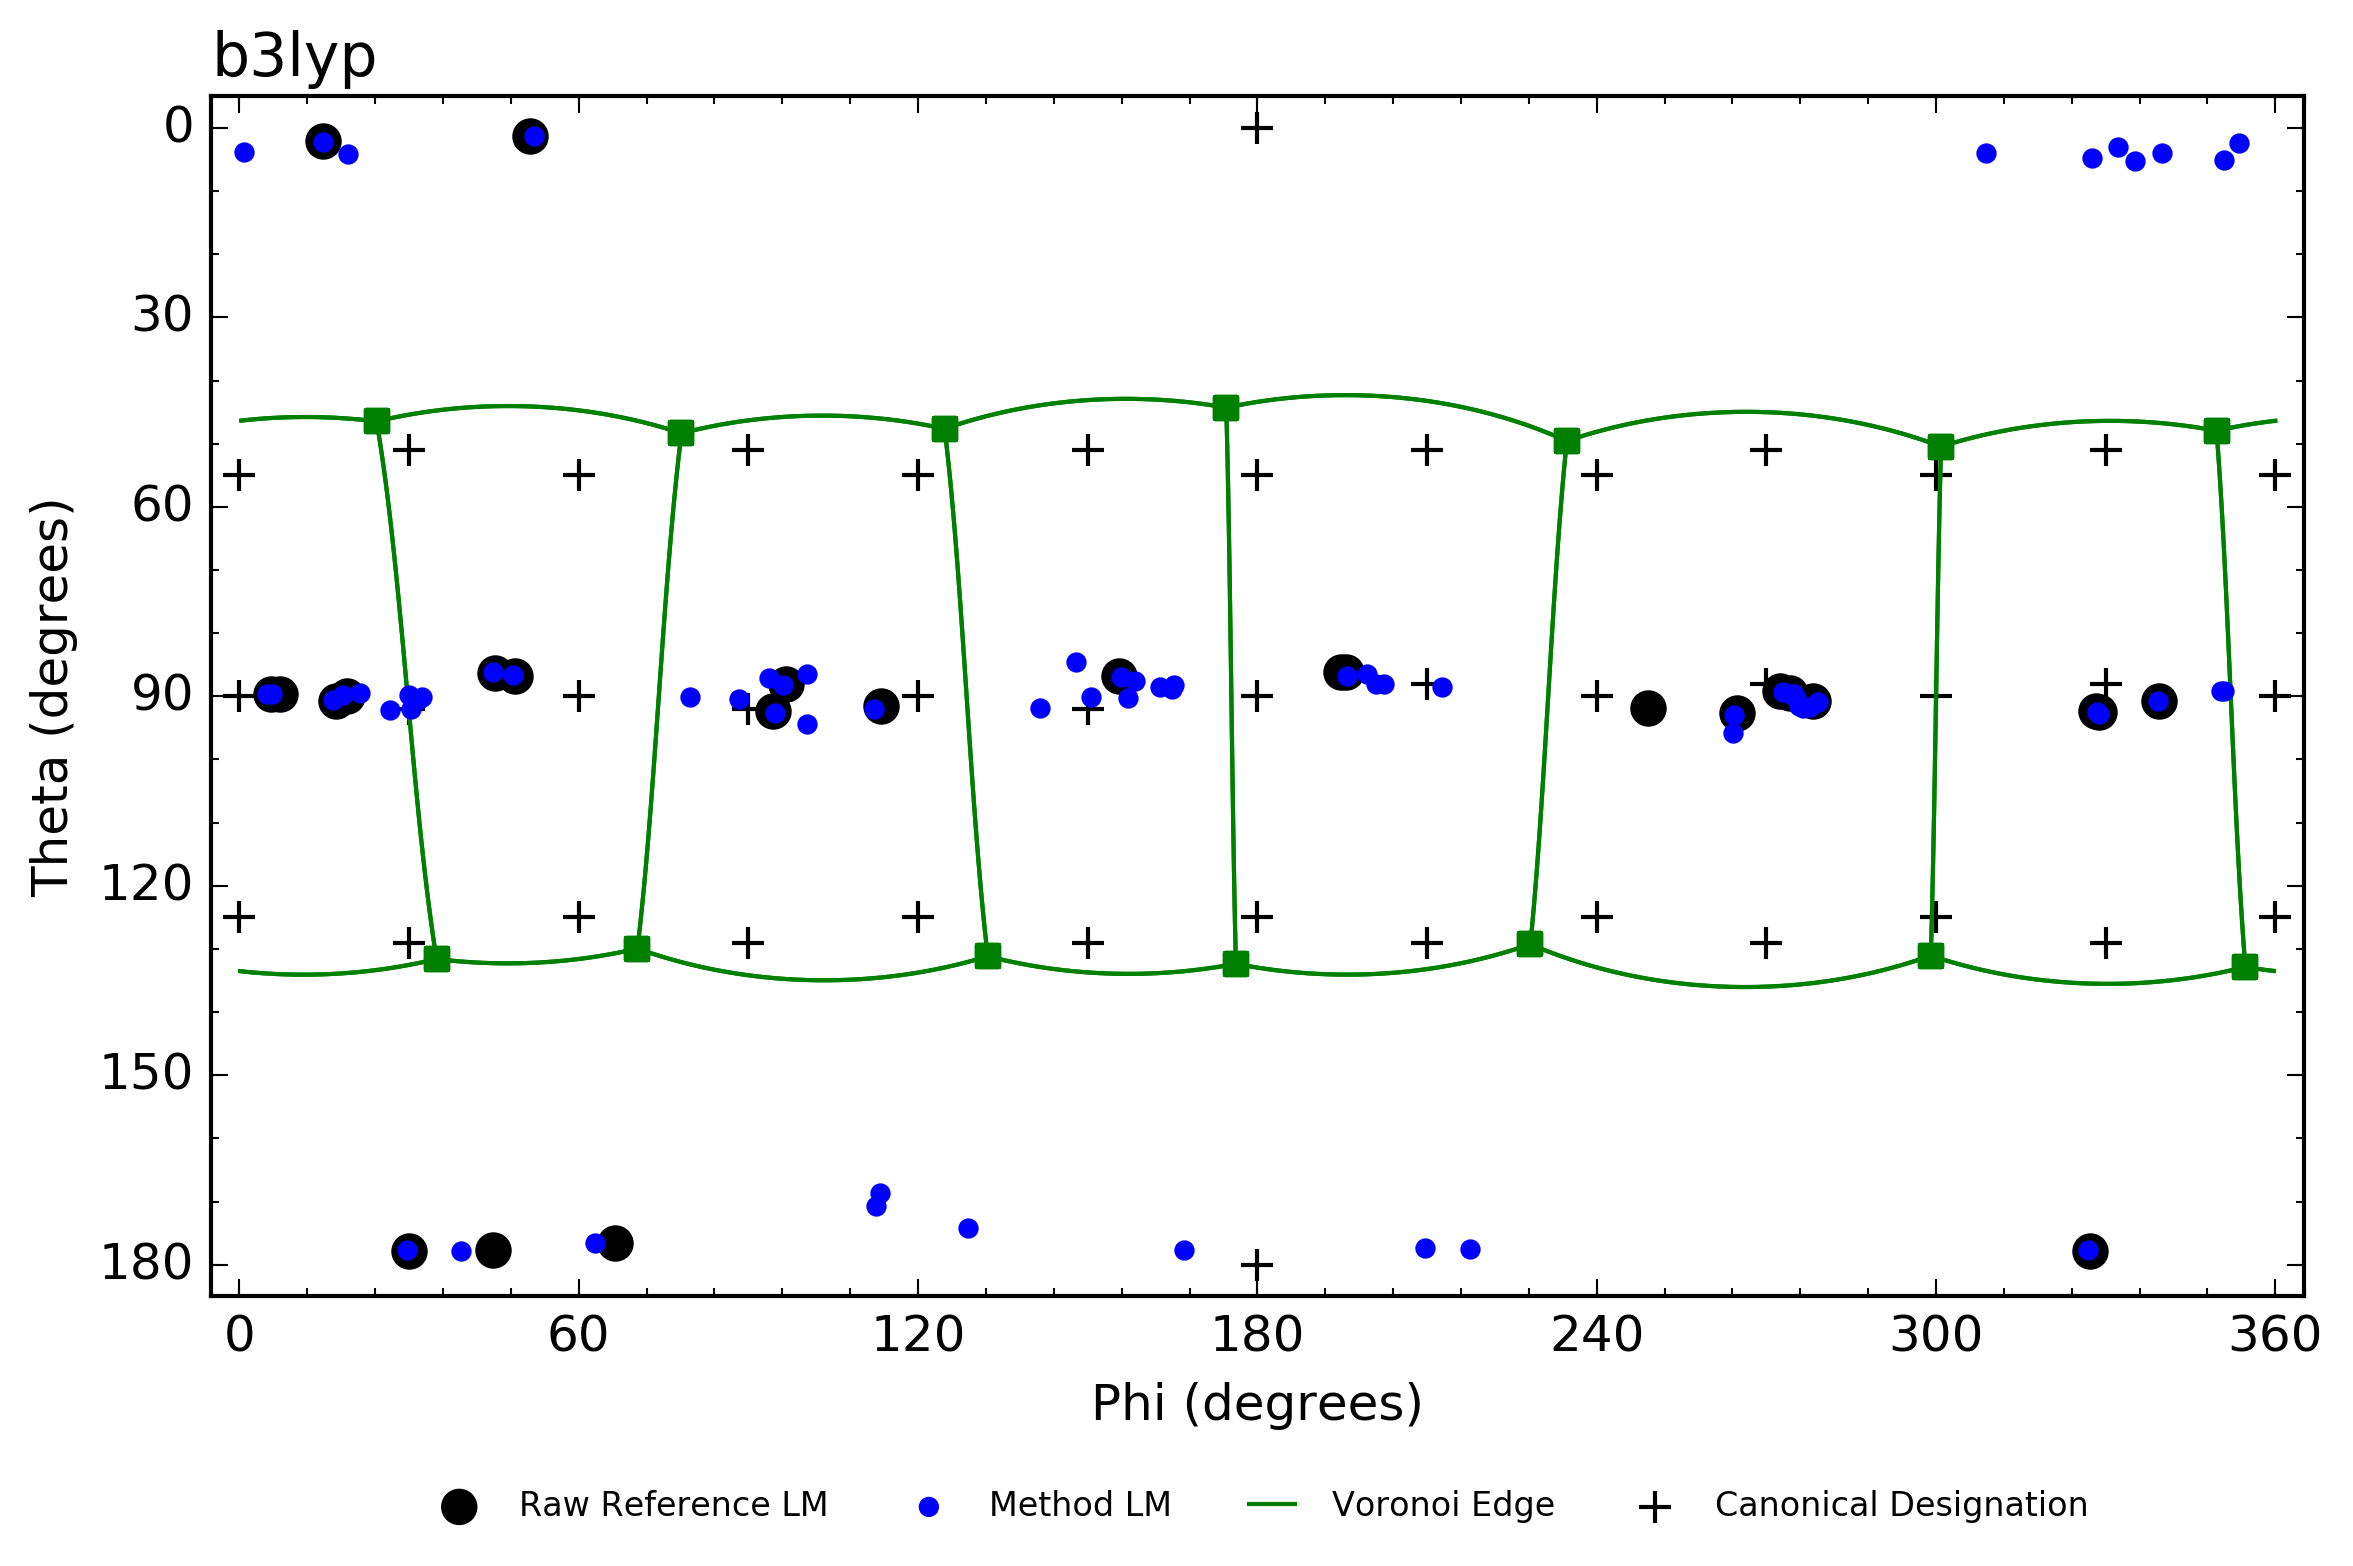 b3lyp
0
30
60
90
120
150
180
Theta (degrees)
0 60 120 180 240 300 360
Phi (degrees)
Raw Reference LM Method LM Voronoi Edge Canonical Designation